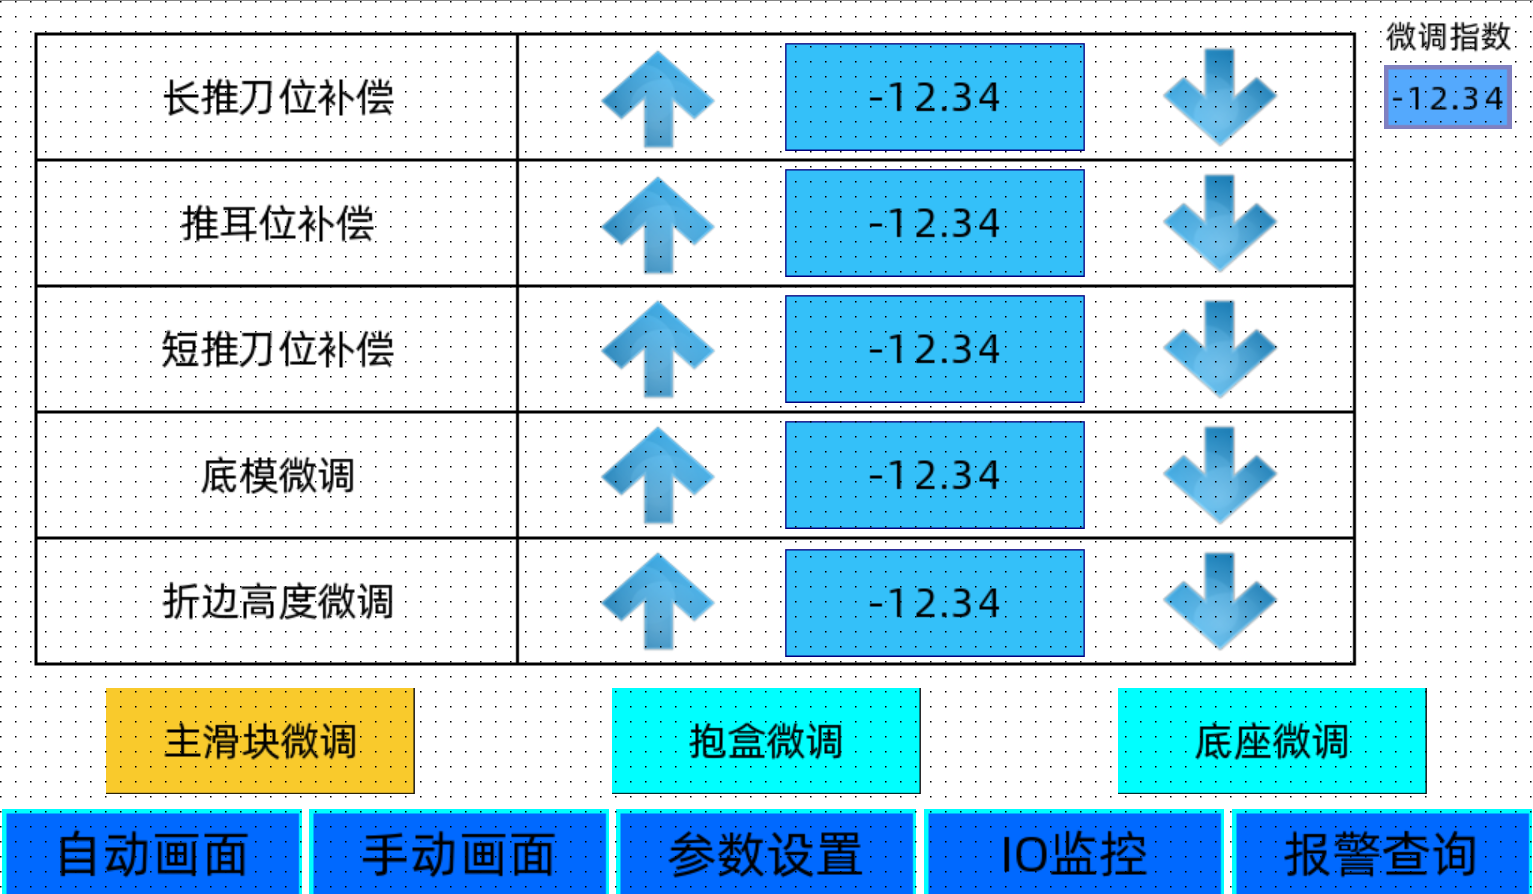 微调指数
长推刀位补偿 -12.34 -12.34
推耳位补偿 -12.34
短推刀位补偿 -12.34
底模微调 -12.34
折边高度微调 -12.34
主滑块微调 抱盒微调 底座微调
自动画面 手动画面 参数设置 IO监控 报警查询